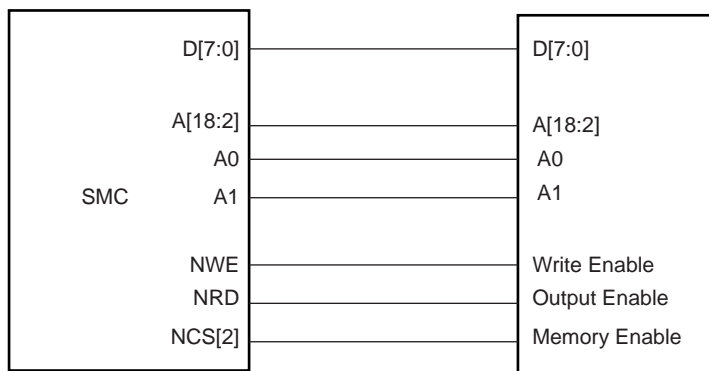 D[7:0] D[7:0]
A[18:2] A[18:2]
A0 A0
SMC A1 A1
NWE Write Enable
NRD Output Enable
NCS[2] Memory Enable